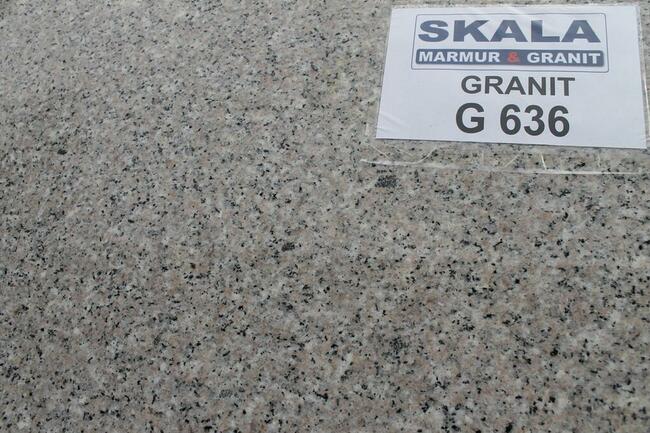 SKALA
MARMUR & GRANIT
GRANIT
G 636